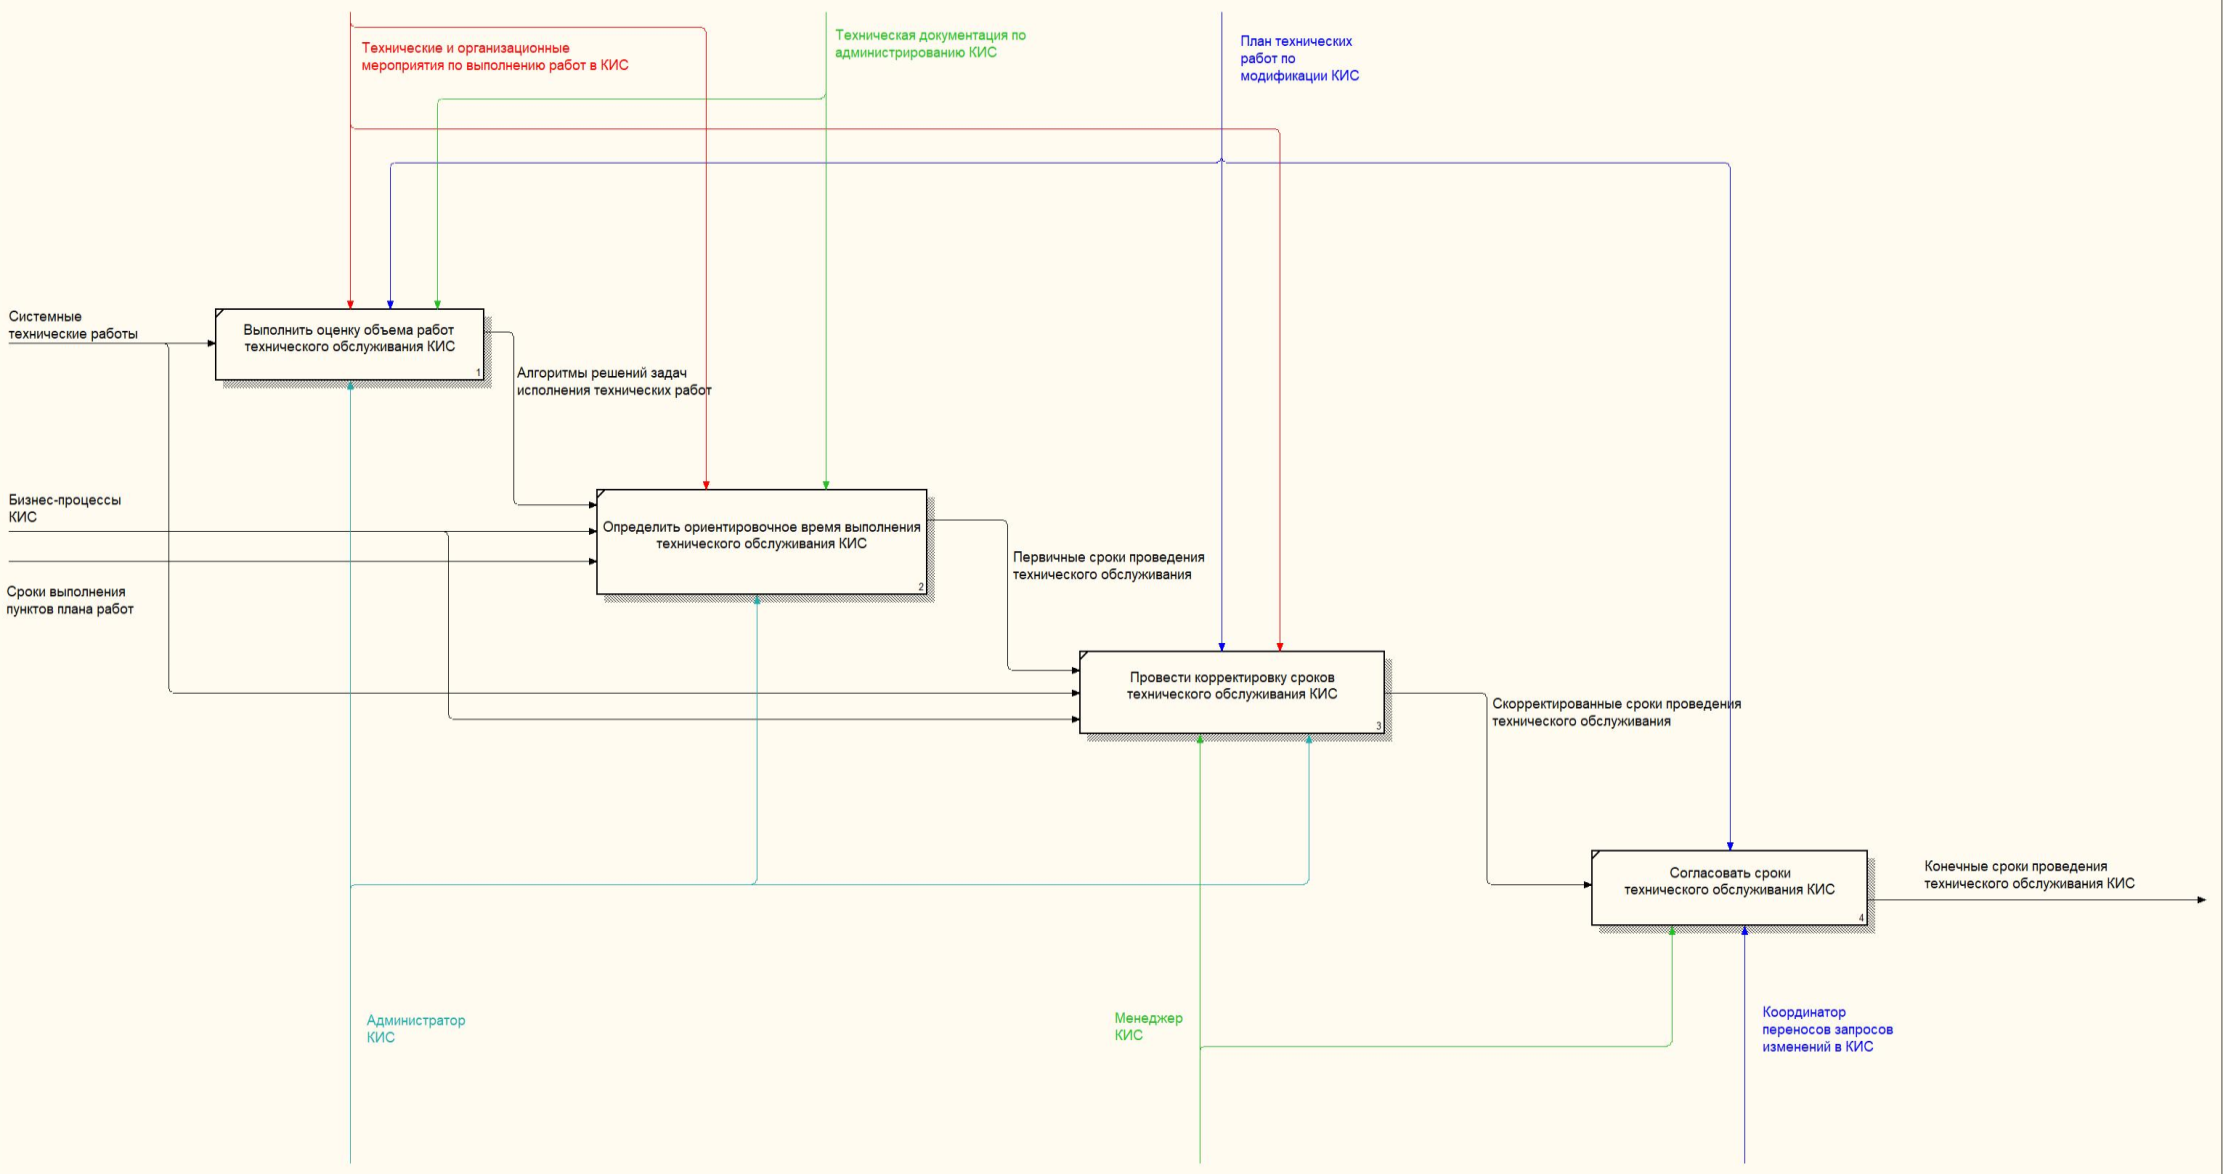 Технические и организационные
мероприятия по выполнению работ в КИС
Техническая документация по
администрированию КИС
План технических
работ по
модификации КИС
Системные
технические работы
Выполнить оценку объема работ
технического обслуживания КИС
1
Алгоритмы решений задач
исполнения технических работ
Бизнес-процессы
КИС
Определить ориентировочное время выполнения
технического обслуживания КИС
2
Сроки выполнения
пунктов плана работ
Первичные сроки проведения
технического обслуживания
Провести корректировку сроков
технического обслуживания КИС
3
Скорректированные сроки проведения
технического обслуживания
Согласовать сроки
технического обслуживания КИС
4
Конечные сроки проведения
технического обслуживания КИС
Администратор
КИС
Менеджер
КИС
Координатор
переносов запросов
изменений в КИС